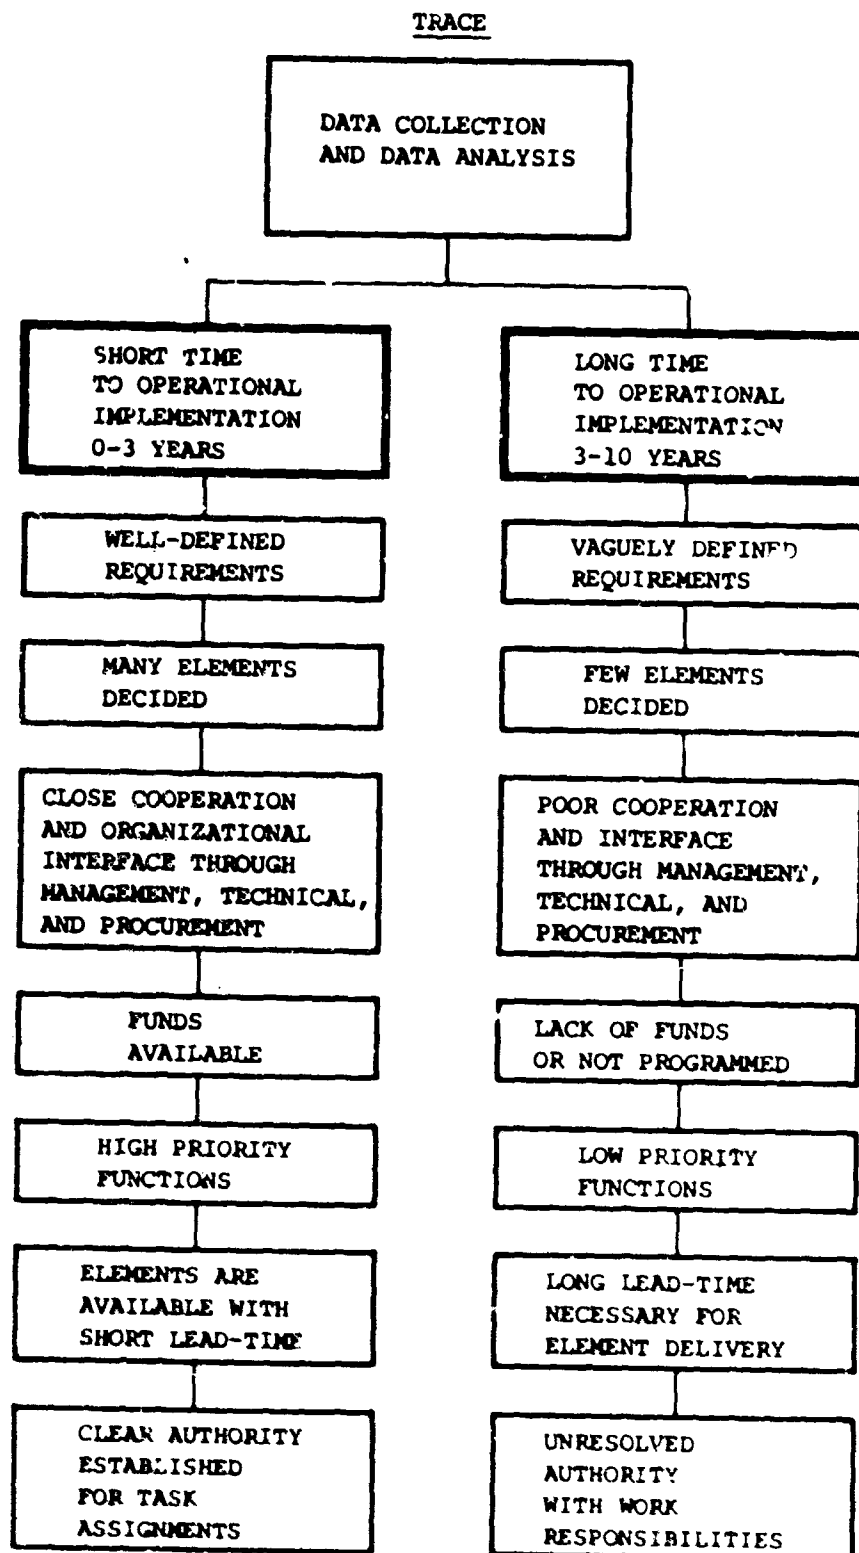 TRACE
DATA COLLECTION
AND DATA ANALYSIS
SHORT TIME
TO OPERATIONAL
IMPLEMENTATION
0-3 YEARS
WELL-DEFINED
REQUIREMENTS
MANY ELEMENTS
DECIDED
CLOSE COOPERATION
AND ORGANIZATIONAL
INTERFACE THROUGH
MANAGEMENT, TECHNICAL,
AND PROCUREMENT
FUNDS
AVAILABLE
HIGH PRIORITY
FUNCTIONS
ELEMENTS ARE
AVAILABLE WITH
SHORT LEAD-TIME
CLEAR AUTHORITY
ESTABLISHED
FOR TASK
ASSIGNMENTS
LONG TIME
TO OPERATIONAL
IMPLEMENTATION
3-10 YEARS
VAGUELY DEFINED
REQUIREMENTS
FEW ELEMENTS
DECIDED
POOR COOPERATION
AND INTERFACE
THROUGH MANAGEMENT,
TECHNICAL, AND
PROCUREMENT
LACK OF FUNDS
OR NOT PROGRAMMED
LOW PRIORITY
FUNCTIONS
LONG LEAD-TIME
NECESSARY FOR
ELEMENT DELIVERY
UNRESOLVED
AUTHORITY
WITH WORK
RESPONSIBILITIES